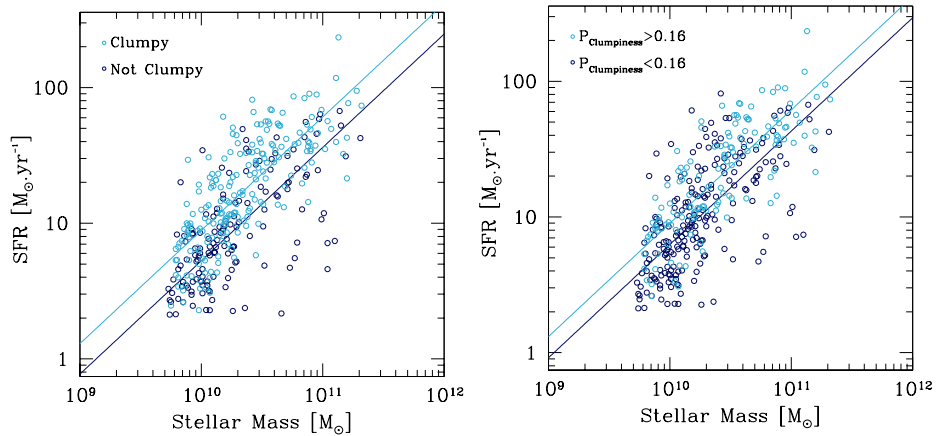 Clumpy
Not Clumpy
100
10
1
SFR [M☉.yr⁻¹]
10⁹
10¹⁰
10¹¹
10¹²
Stellar Mass [M☉]
P_Clumpiness>0.16
P_Clumpiness<0.16
100
10
1
SFR [M☉.yr⁻¹]
10⁹
10¹⁰
10¹¹
10¹²
Stellar Mass [M☉]